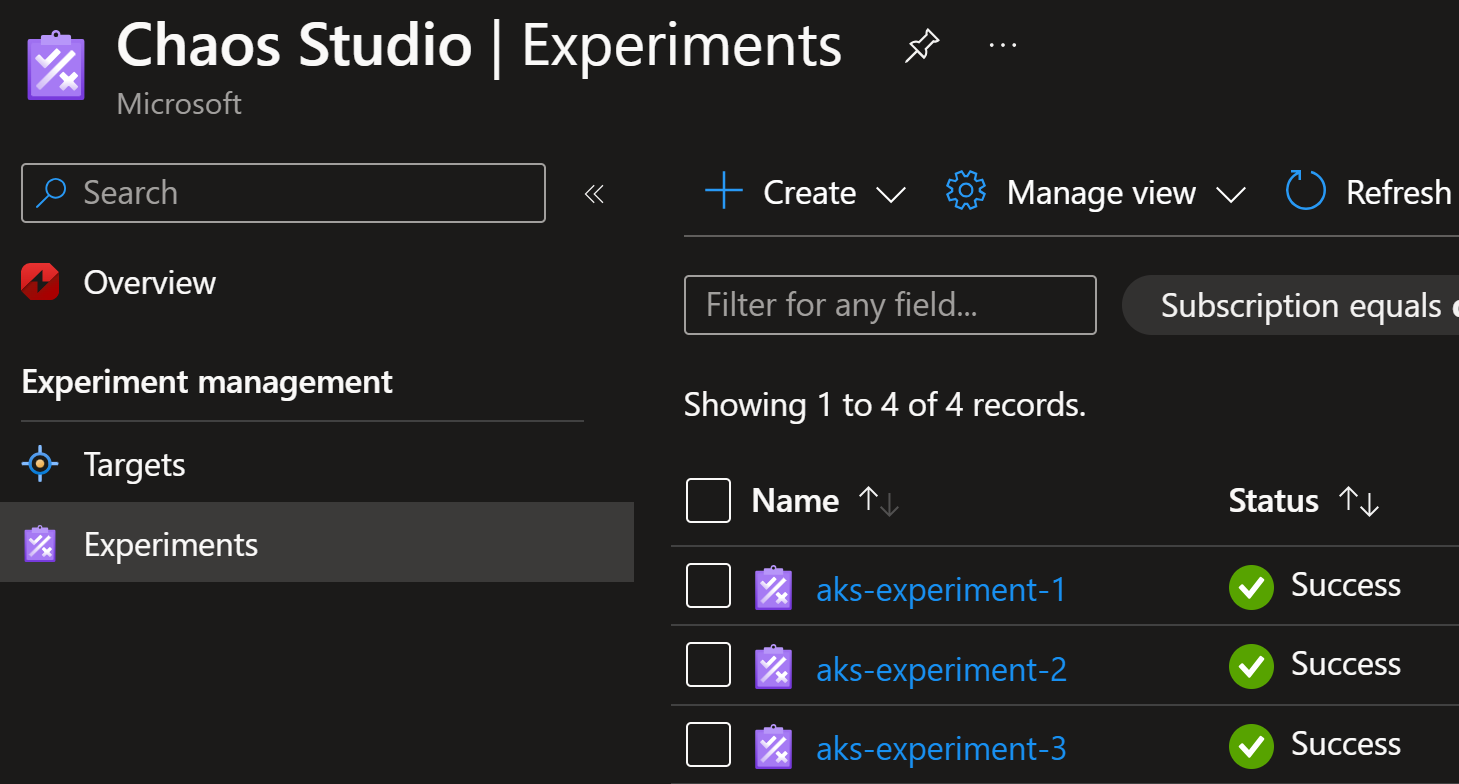 Chaos Studio | Experiments
Microsoft
Search
Overview
Experiment management
Targets
Experiments
Create
Manage view
Refresh
Filter for any field...
Subscription equals
Showing 1 to 4 of 4 records.
Name
Status
aks-experiment-1
Success
aks-experiment-2
Success
aks-experiment-3
Success